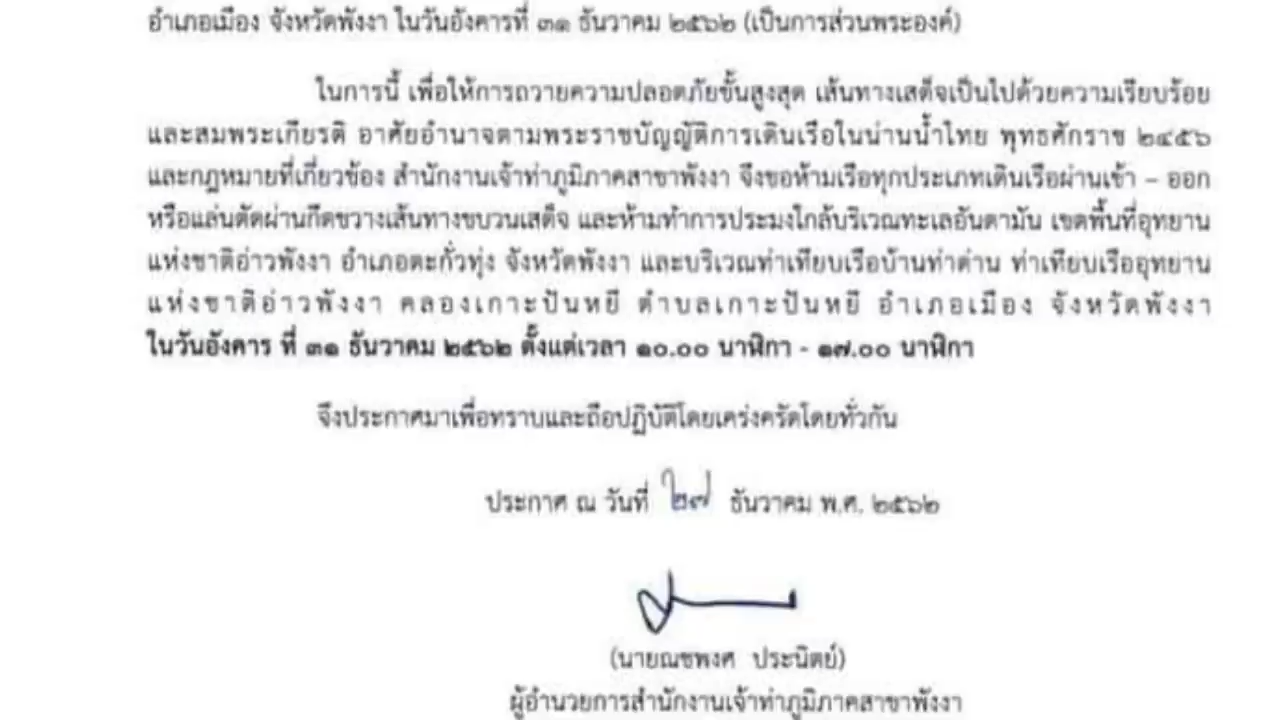 อำเภอเมือง จังหวัดพังงา ในวันอังคารที่ ๓๑ ธันวาคม ๒๕๖๒ (เป็นการส่วนพระองค์)
ในการนี้ เพื่อให้การถวายความปลอดภัยขั้นสูงสุด เส้นทางเสด็จเป็นไปด้วยความเรียบร้อย
และสมพระเกียรติ อาศัยอำนาจตามพระราชบัญญัติการเดินเรือในน่านน้ำไทย พุทธศักราช ๒๔๕๖
และกฎหมายที่เกี่ยวข้อง สำนักงานเจ้าท่าภูมิภาคสาขาพังงา จึงขอห้ามเรือทุกประเภทเดินเรือผ่านเข้า – ออก
หรือแล่นตัดผ่านกีดขวางเส้นทางขบวนเสด็จ และห้ามทำการประมงใกล้บริเวณทะเลอันดามัน เขตพื้นที่อุทยาน
แห่งชาติอ่าวพังงา อำเภอตะกั่วทุ่ง จังหวัดพังงา และบริเวณท่าเทียบเรือบ้านท่าด่าน ท่าเทียบเรืออุทยาน
แห่งชาติอ่าวพังงา คลองเกาะปันหยี ตำบลเกาะปันหยี อำเภอเมือง จังหวัดพังงา
ในวันอังคาร ที่ ๓๑ ธันวาคม ๒๕๖๒ ตั้งแต่เวลา ๑๐.๐๐ นาฬิกา - ๑๗.๐๐ นาฬิกา
จึงประกาศมาเพื่อทราบและถือปฏิบัติโดยเคร่งครัดโดยทั่วกัน
ประกาศ ณ วันที่ ๒๗ ธันวาคม พ.ศ. ๒๕๖๒
(นายณชพงศ ประนิตย์)
ผู้อำนวยการสำนักงานเจ้าท่าภูมิภาคสาขาพังงา